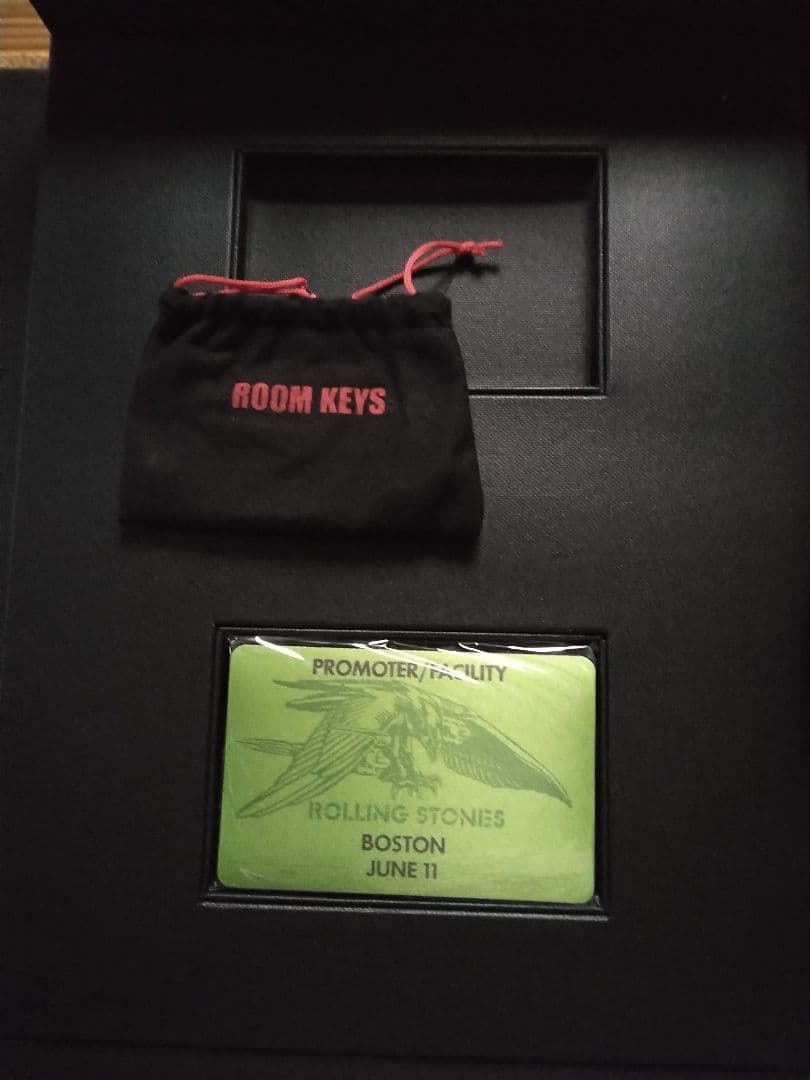 ROOM KEYS
PROMOTER/FACILITY
ROLLING STONES
BOSTON
JUNE 11